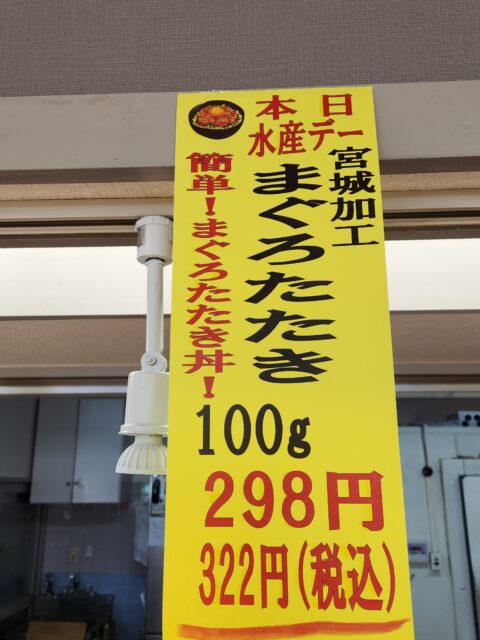 本日
水産デー
宮城加工
まぐろたたき
簡単!まぐろたたき丼!
100g
298円
322円(税込)